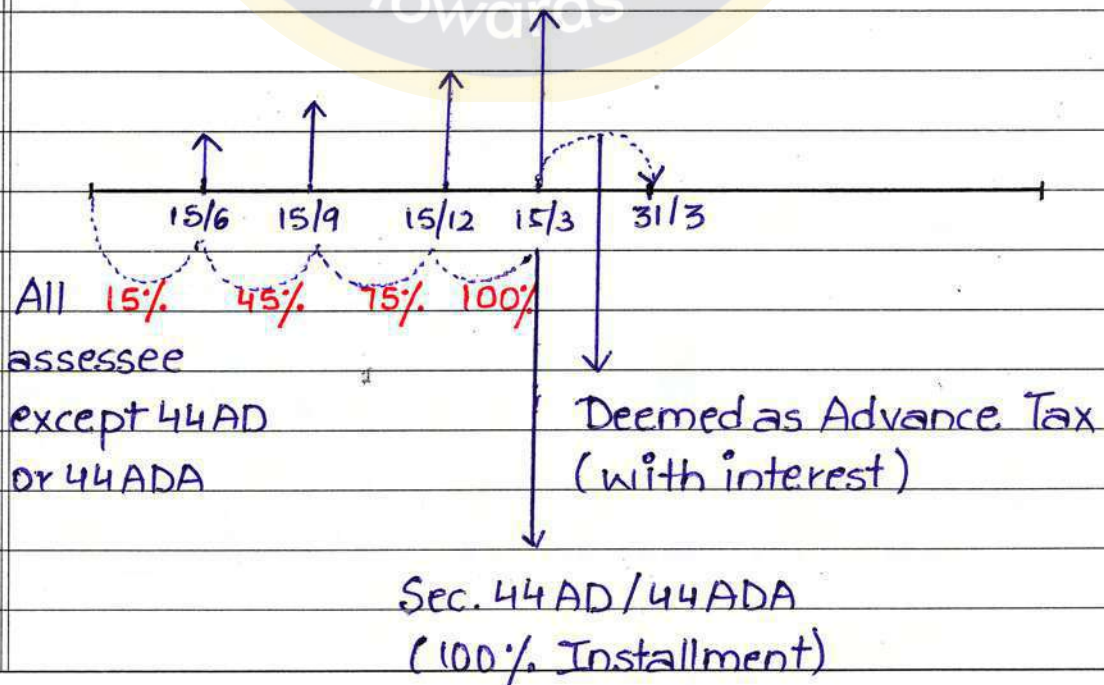 Towards
15/6 15/9 15/12 15/3 31/3
All 15% 45% 75% 100%
assessee
except 44AD
or 44ADA
Deemed as Advance Tax
(with interest)
Sec. 44AD/44ADA
(100% Installment)